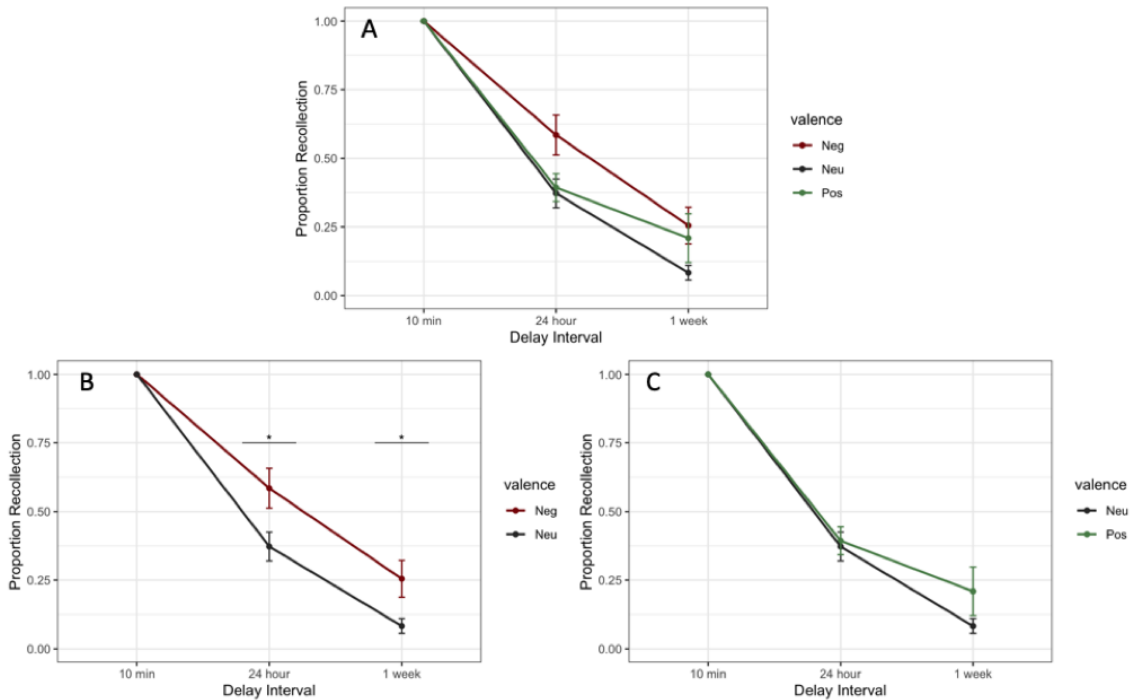 A
1.00
0.75
0.50
0.25
0.00
Proportion Recollection
10 min
24 hour
1 week
Delay Interval
valence
Neg
Neu
Pos
B
1.00
0.75
0.50
0.25
0.00
Proportion Recollection
*
*
10 min
24 hour
1 week
Delay Interval
valence
Neg
Neu
C
1.00
0.75
0.50
0.25
0.00
Proportion Recollection
10 min
24 hour
1 week
Delay Interval
valence
Neu
Pos